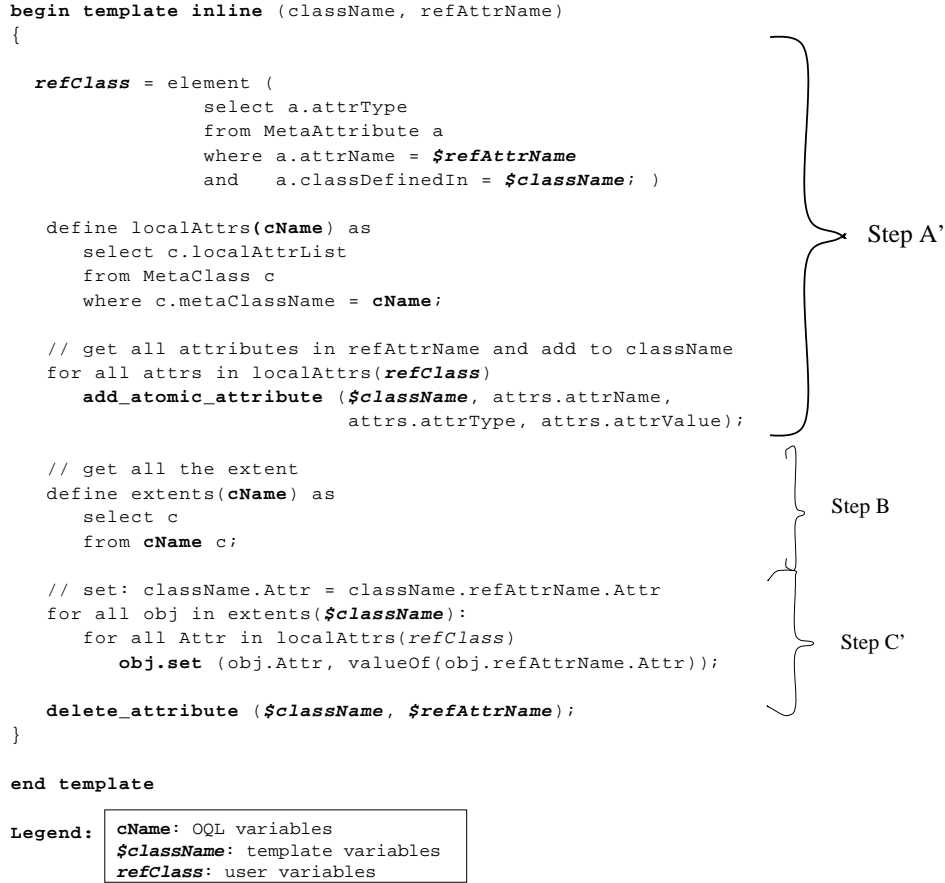 begin template inline (className, refAttrName)
{
refClass = element (
select a.attrType
from MetaAttribute a
where a.attrName = $refAttrName
and a.classDefinedIn = $className; )
define localAttrs(cName) as
select c.localAttrList
from MetaClass c
where c.metaClassName = cName;
Step A’
// get all attributes in refAttrName and add to className
for all attrs in localAttrs(refClass)
add_atomic_attribute ($className, attrs.attrName,
attrs.attrType, attrs.attrValue);
// get all the extent
define extents(cName) as
select c
from cName c;
Step B
// set: className.Attr = className.refAttrName.Attr
for all obj in extents($className):
for all Attr in localAttrs(refClass)
obj.set (obj.Attr, valueOf(obj.refAttrName.Attr));
Step C’
delete_attribute ($className, $refAttrName);
}
end template
Legend:
cName: OQL variables
$className: template variables
refClass: user variables